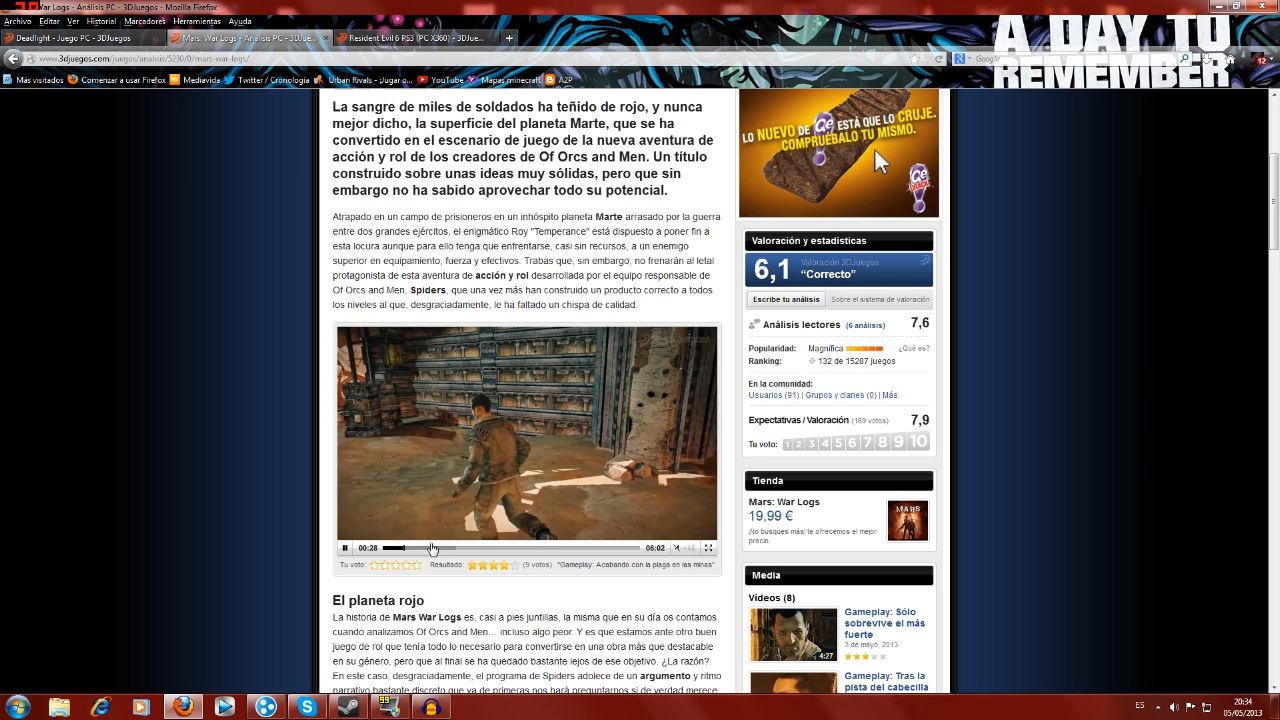 War Logs - Análisis PC - 3DJuegos - Mozilla Firefox
Archivo Editar Ver Historial Marcadores Herramientas Ayuda
Deadlight - Juego PC - 3DJuegos
Mars: War Logs - Análisis PC - 3DJue...
Resident Evil 6 PS3 (PC X360) - 3DJue...
A DAY TO
REMEMBER
www.3djuegos.com/juegos/analisis/5230/0/mars-war-logs/
Google
12
Más visitados Comenzar a usar Firefox Mediavida Twitter / Cronología Urban Rivals - ¡Jugar o... YouTube Mapas minecraft A2P
La sangre de miles de soldados ha teñido de rojo, y nunca
mejor dicho, la superficie del planeta Marte, que se ha
convertido en el escenario de juego de la nueva aventura de
acción y rol de los creadores de Of Orcs and Men. Un título
construido sobre unas ideas muy sólidas, pero que sin
embargo no ha sabido aprovechar todo su potencial.
Atrapado en un campo de prisioneros en un inhóspito planeta Marte arrasado por la guerra
entre dos grandes ejércitos, el enigmático Roy "Temperance" está dispuesto a poner fin a
esta locura aunque para ello tenga que enfrentarse, casi sin recursos, a un enemigo
superior en equipamiento, fuerza y efectivos. Trabas que, sin embargo, no frenarán al letal
protagonista de esta aventura de acción y rol desarrollada por el equipo responsable de
Of Orcs and Men, Spiders, que una vez más han construido un producto correcto a todos
los niveles al que, desgraciadamente, le ha faltado un chispa de calidad.
00:28
06:02
Tu voto:
Resultado:
(9 votos)
"Gameplay: Acabando con la plaga en las minas"
El planeta rojo
La historia de Mars War Logs es, casi a pies juntillas, la misma que en su día os contamos
cuando analizamos Of Orcs and Men... incluso algo peor. Y es que estamos ante otro buen
juego de rol que tenía todo lo necesario para convertirse en una obra más que destacable
en su género, pero que al final se ha quedado bastante lejos de ese objetivo. ¿La razón?
En este caso, desgraciadamente, el programa de Spiders adolece de ese argumento y ritmo
narrativo bastante discreto que ya de primeras nos hará preguntarnos si de verdad merece
LO NUEVO DE Qé ESTÁ QUE LO CRUJE.
COMPRUÉBALO TU MISMO.
Qé
Valoración y estadísticas
6,1
Valoración 3DJuegos
“Correcto”
Escribe tu análisis
Sobre el sistema de valoración
Análisis lectores (6 análisis) 7,6
Popularidad: Magnífica ¿Qué es?
Ranking: 132 de 15287 juegos
En la comunidad:
Usuarios (91) | Grupos y clanes (0) | Más
Expectativas / Valoración (169 votos) 7,9
Tu voto: 1 2 3 4 5 6 7 8 9 10
Tienda
Mars: War Logs
19,99 €
¡No busques más! te ofrecemos el mejor
precio.
MARS
Media
Vídeos (8)
4:27
Gameplay: Sólo
sobrevive el más
fuerte
3 de mayo, 2013
Gameplay: Tras la
pista del cabecilla
99
ES
20:34
05/05/2013